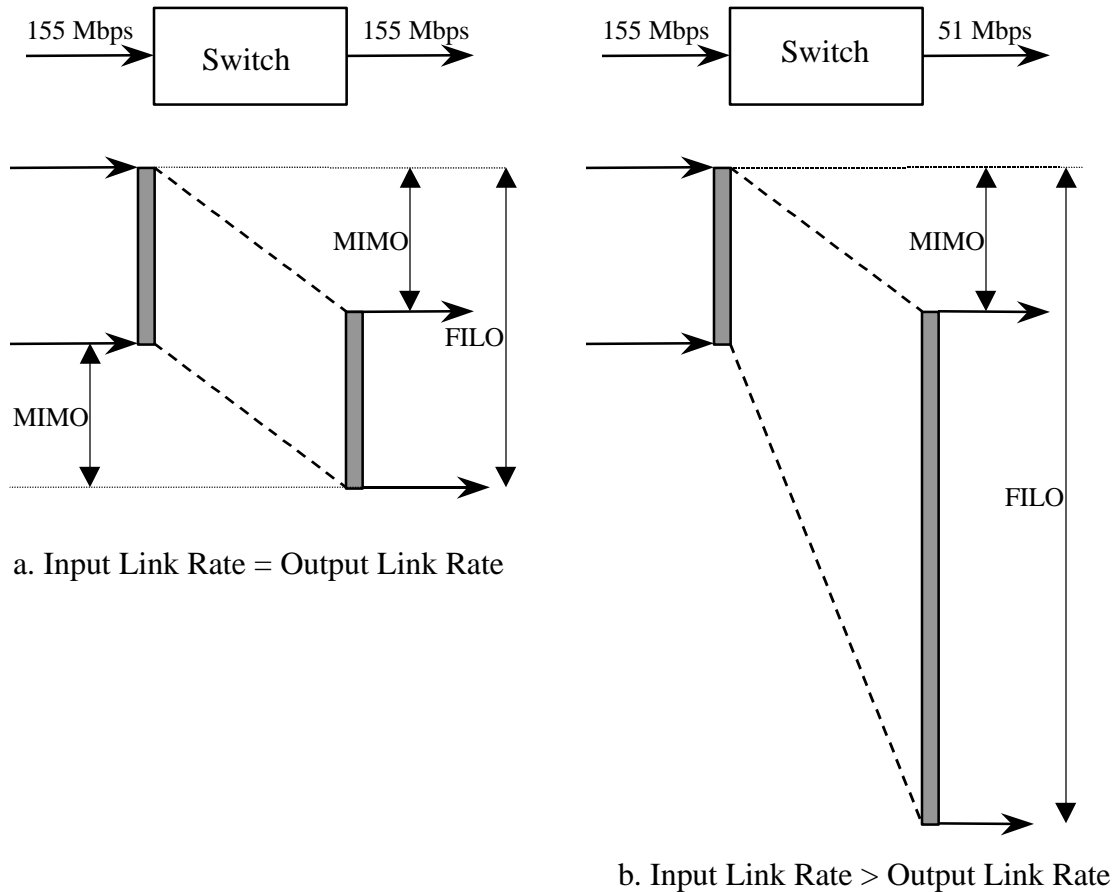 155 Mbps
Switch
155 Mbps
MIMO
FILO
MIMO
a. Input Link Rate = Output Link Rate
155 Mbps
Switch
51 Mbps
MIMO
FILO
b. Input Link Rate > Output Link Rate